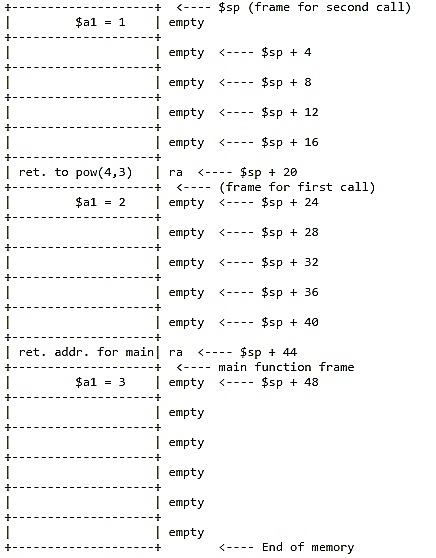 +---------------------+ <---- $sp (frame for second call)
| $a1 = 1 | empty
+---------------------+
| | empty <---- $sp + 4
+---------------------+
| | empty <---- $sp + 8
+---------------------+
| | empty <---- $sp + 12
+---------------------+
| | empty <---- $sp + 16
+---------------------+
| ret. to pow(4,3) | ra <---- $sp + 20
+---------------------+ <---- (frame for first call)
| $a1 = 2 | empty <---- $sp + 24
+---------------------+
| | empty <---- $sp + 28
+---------------------+
| | empty <---- $sp + 32
+---------------------+
| | empty <---- $sp + 36
+---------------------+
| | empty <---- $sp + 40
+---------------------+
| ret. addr. for main| ra <---- $sp + 44
+---------------------+ <---- main function frame
| $a1 = 3 | empty <---- $sp + 48
+---------------------+
| | empty
+---------------------+
| | empty
+---------------------+
| | empty
+---------------------+
| | empty
+---------------------+
| | empty
+---------------------+ <---- End of memory